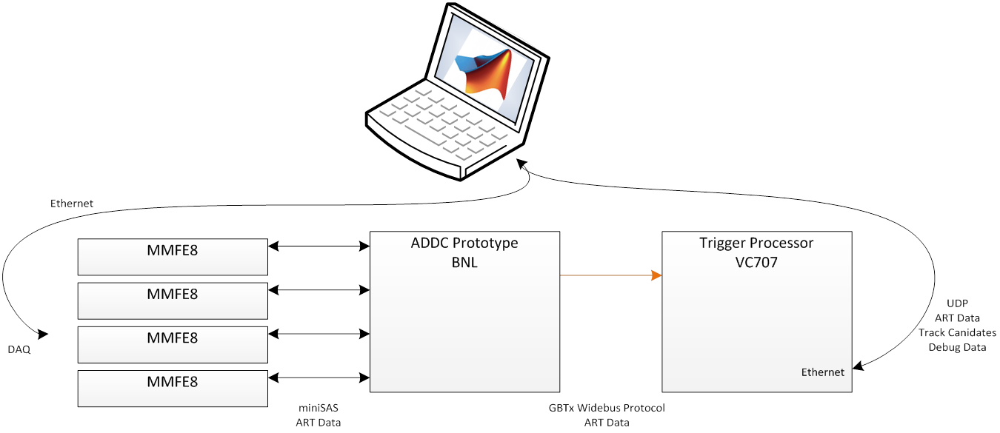 Ethernet
MMFE8
MMFE8
MMFE8
MMFE8
DAQ
miniSAS
ART Data
ADDC Prototype
BNL
GBTx Widebus Protocol
ART Data
Trigger Processor
VC707
Ethernet
UDP
ART Data
Track Canidates
Debug Data